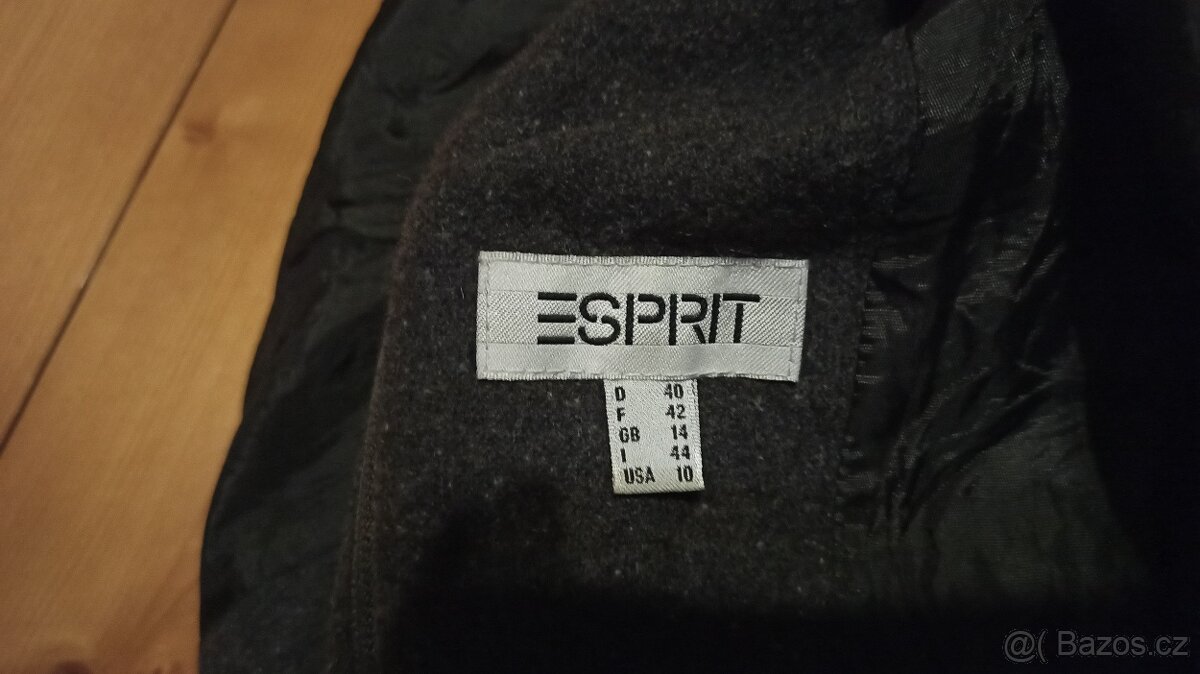 ESPRIT
D 40
F 42
GB 14
I 44
USA 10
@( Bazos.cz